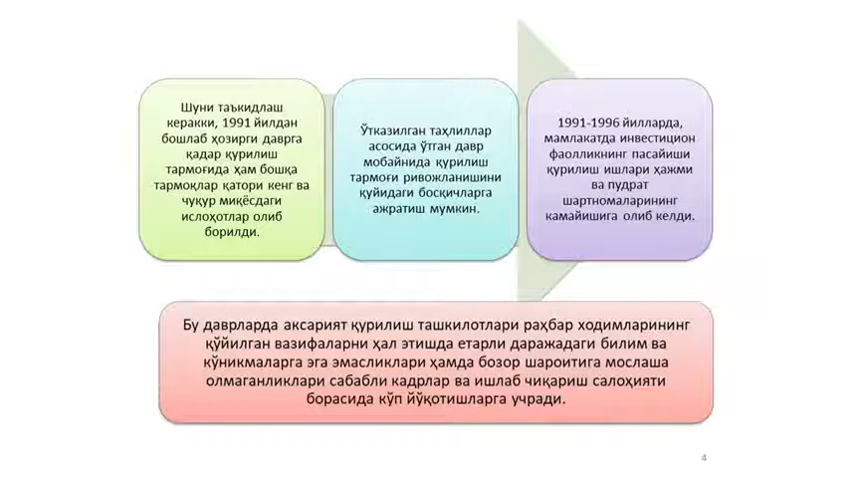 Шуни таъкидлаш
керакки, 1991 йилдан
бошлаб ҳозирги даврга
қадар қурилиш
тармоғида ҳам бошқа
тармоқлар қатори кенг ва
чуқур миқёсдаги
ислоҳотлар олиб
борилди.
Ўтказилган таҳлиллар
асосида ўтган давр
мобайнида қурилиш
тармоғи ривожланишини
қуйидаги босқичларга
ажратиш мумкин.
1991-1996 йилларда,
мамлакатда инвестицион
фаолликнинг пасайиши
қурилиш ишлари ҳажми
ва пудрат
шартномаларининг
камайишига олиб келди.
Бу даврларда аксарият қурилиш ташкилотлари раҳбар ходимларининг
қўйилган вазифаларни ҳал этишда етарли даражадаги билим ва
кўникмаларга эга эмасликлари ҳамда бозор шароитига мослаша
олмаганликлари сабабли кадрлар ва ишлаб чиқариш салоҳияти
борасида кўп йўқотишларга учради.
4